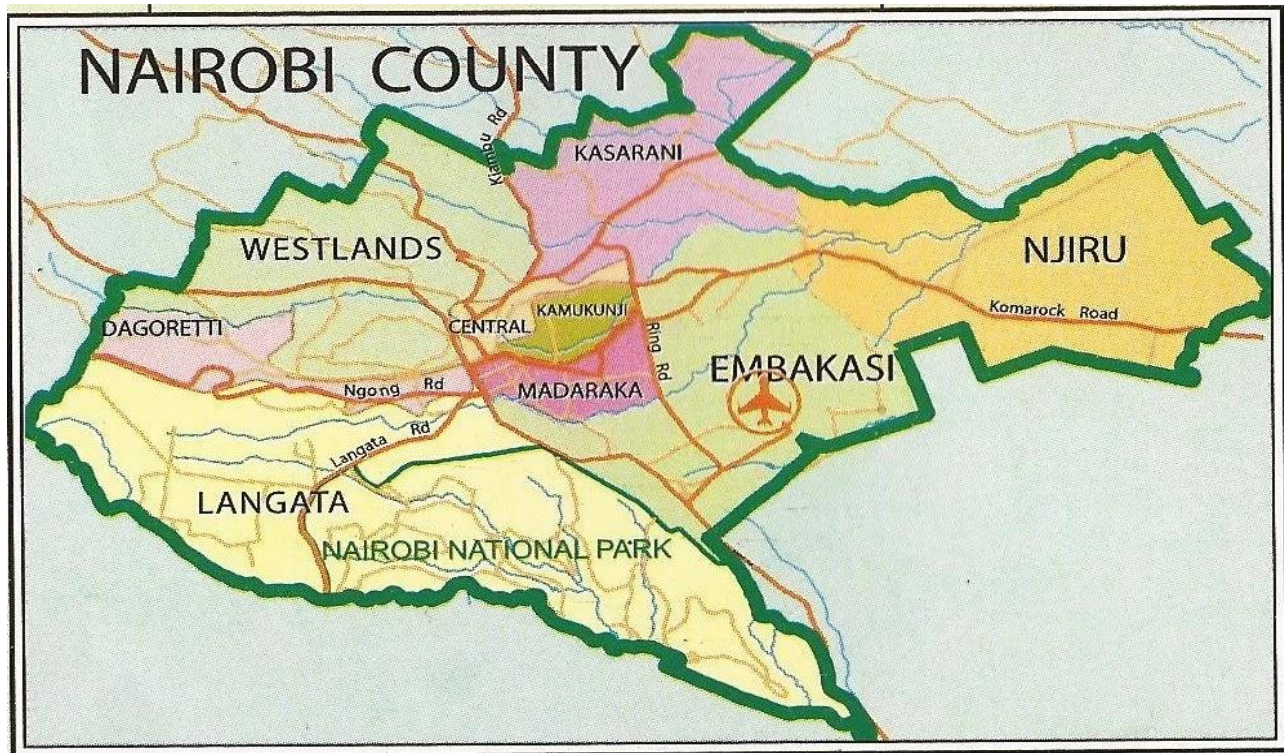 NAIROBI COUNTY
Kiambu Rd
KASARANI
WESTLANDS
NJIRU
KAMUKUNJI
Komarock Road
DAGORETTI
CENTRAL
Ring Rd
EMBAKASI
Ngong Rd
MADARAKA
Langata Rd
LANGATA
NAIROBI NATIONAL PARK